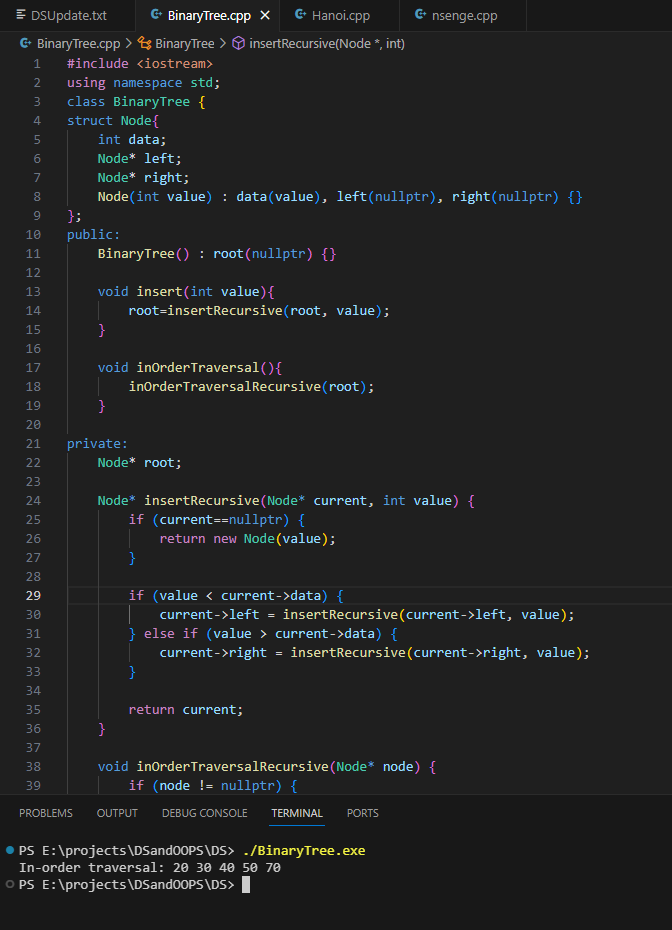 DSUpdate.txt BinaryTree.cpp Hanoi.cpp nsenge.cpp
BinaryTree.cpp > BinaryTree > insertRecursive(Node *, int)
1 #include <iostream>
2 using namespace std;
3 class BinaryTree {
4 struct Node{
5 int data;
6 Node* left;
7 Node* right;
8 Node(int value) : data(value), left(nullptr), right(nullptr) {}
9 };
10 public:
11 BinaryTree() : root(nullptr) {}
12
13 void insert(int value){
14 root=insertRecursive(root, value);
15 }
16
17 void inOrderTraversal(){
18 inOrderTraversalRecursive(root);
19 }
20
21 private:
22 Node* root;
23
24 Node* insertRecursive(Node* current, int value) {
25 if (current==nullptr) {
26 return new Node(value);
27 }
28
29 if (value < current->data) {
30 current->left = insertRecursive(current->left, value);
31 } else if (value > current->data) {
32 current->right = insertRecursive(current->right, value);
33 }
34
35 return current;
36 }
37
38 void inOrderTraversalRecursive(Node* node) {
39 if (node != nullptr) {
PROBLEMS OUTPUT DEBUG CONSOLE TERMINAL PORTS
PS E:\projects\DSandOOPS\DS> ./BinaryTree.exe
In-order traversal: 20 30 40 50 70
PS E:\projects\DSandOOPS\DS>